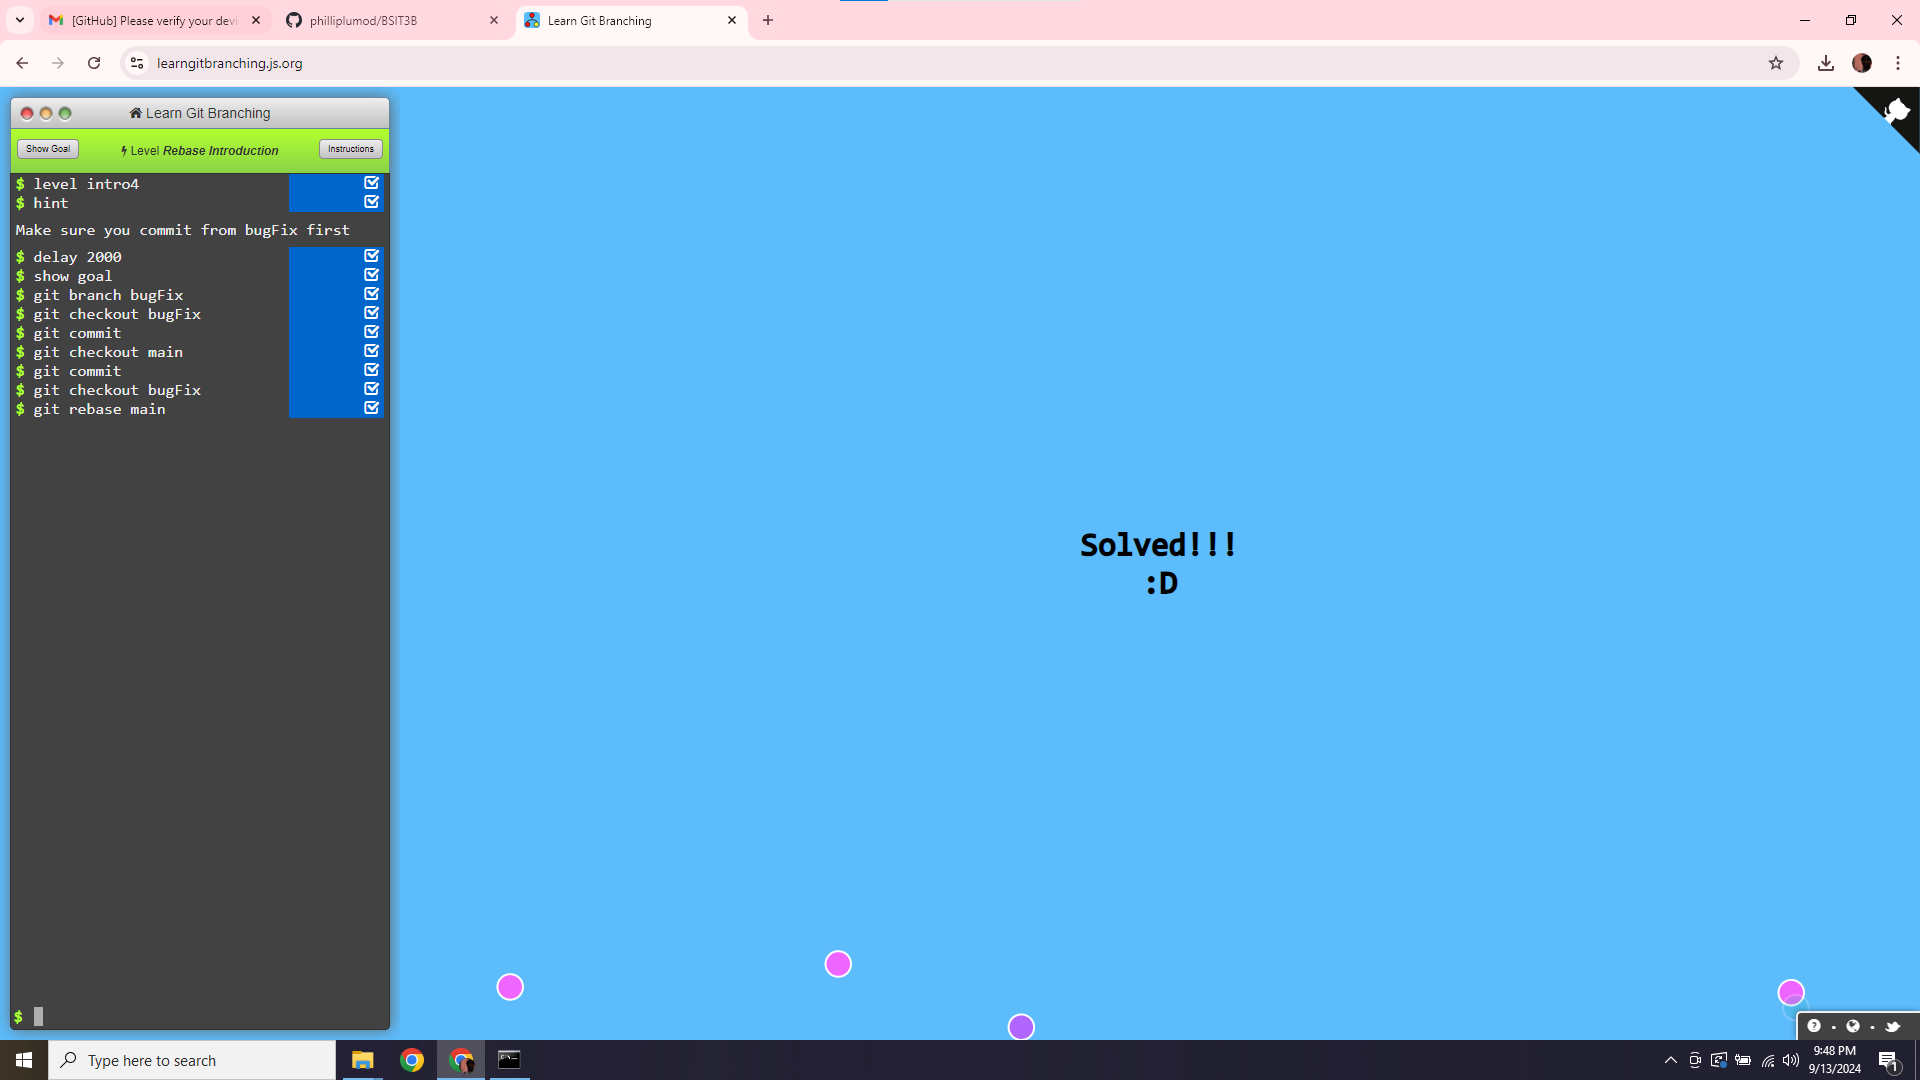 [GitHub] Please verify your devi
philliplumod/BSIT3B
Learn Git Branching
learngitbranching.js.org
Learn Git Branching
Show Goal
Level Rebase Introduction
Instructions
$ level intro4
$ hint
Make sure you commit from bugFix first
$ delay 2000
$ show goal
$ git branch bugFix
$ git checkout bugFix
$ git commit
$ git checkout main
$ git commit
$ git checkout bugFix
$ git rebase main
$
Solved!!!
:D
Type here to search
9:48 PM
9/13/2024
1